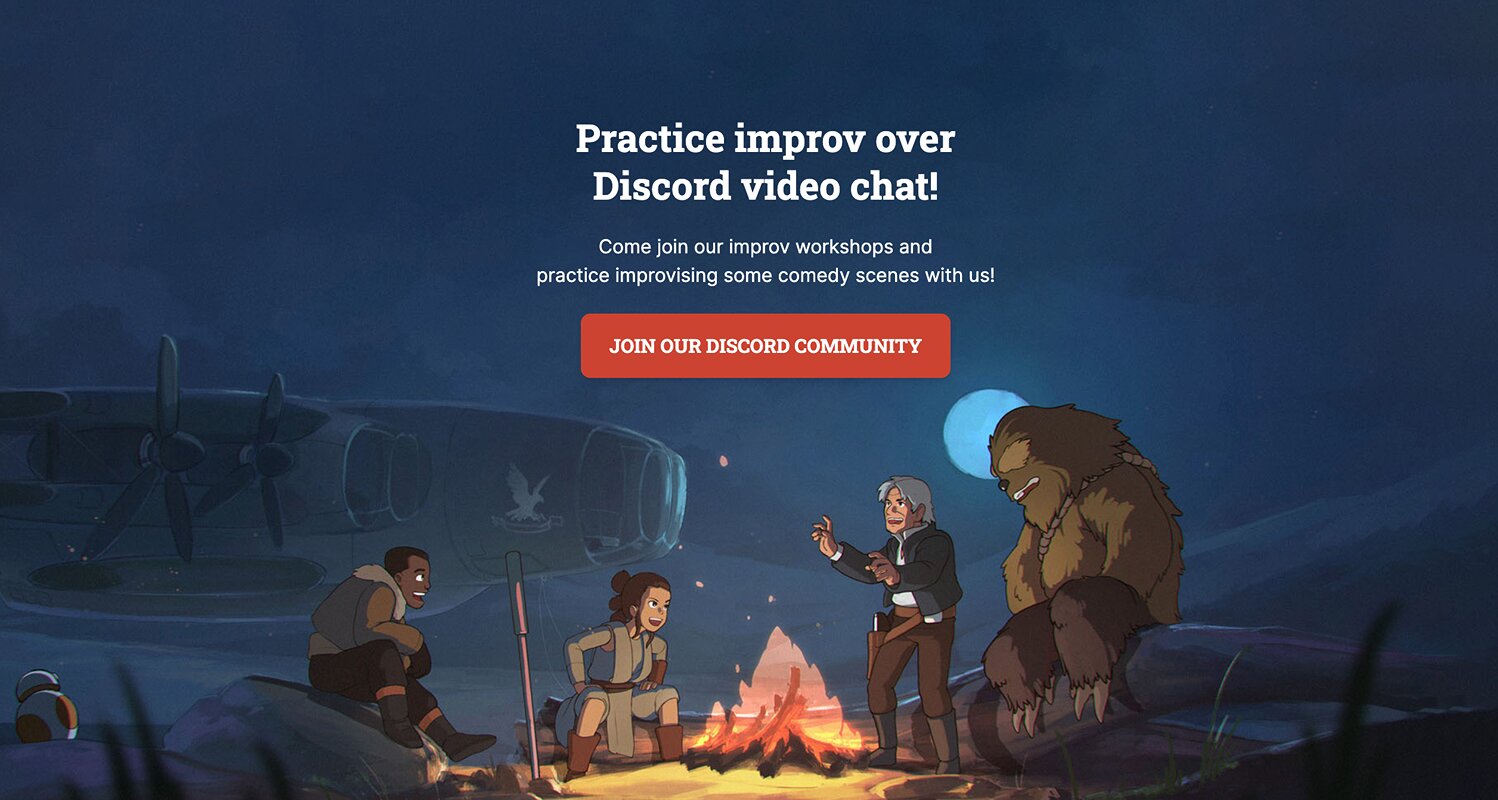 Practice improv over
Discord video chat!
Come join our improv workshops and
practice improvising some comedy scenes with us!
JOIN OUR DISCORD COMMUNITY